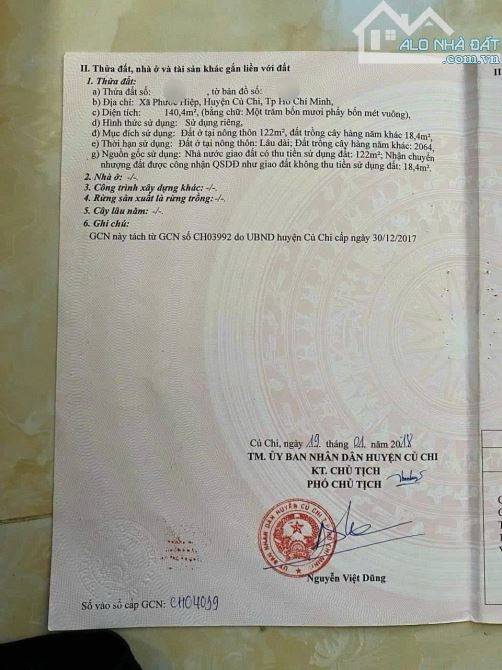 ALO NHÀ ĐẤT
.com.vn
II. Thửa đất, nhà ở và tài sản khác gắn liền với đất
1. Thửa đất:
a) Thửa đất số: , tờ bản đồ số:
b) Địa chỉ: Xã Phước Hiệp, Huyện Củ Chi, Tp Hồ Chí Minh,
c) Diện tích: 140,4m², (bằng chữ: Một trăm bốn mươi phẩy bốn mét vuông),
d) Hình thức sử dụng: Sử dụng riêng,
đ) Mục đích sử dụng: Đất ở tại nông thôn 122m², đất trồng cây hàng năm khác 18,4m²,
e) Thời hạn sử dụng: Đất ở tại nông thôn: Lâu dài; Đất trồng cây hàng năm khác: 2064,
g) Nguồn gốc sử dụng: Nhà nước giao đất có thu tiền sử dụng đất: 122m²; Nhận chuyển
nhượng đất được công nhận QSDĐ như giao đất không thu tiền sử dụng đất: 18,4m².
2. Nhà ở: -/-.
3. Công trình xây dựng khác: -/-.
4. Rừng sản xuất là rừng trồng: -/-.
5. Cây lâu năm: -/-.
6. Ghi chú:
GCN này tách từ GCN số CH03992 do UBND huyện Củ Chi cấp ngày 30/12/2017
Củ Chi, ngày 19 tháng 01 năm 2018
TM. ỦY BAN NHÂN DÂN HUYỆN CỦ CHI
KT. CHỦ TỊCH
PHÓ CHỦ TỊCH
Nguyễn Việt Dũng
Số vào sổ cấp GCN: CH04099